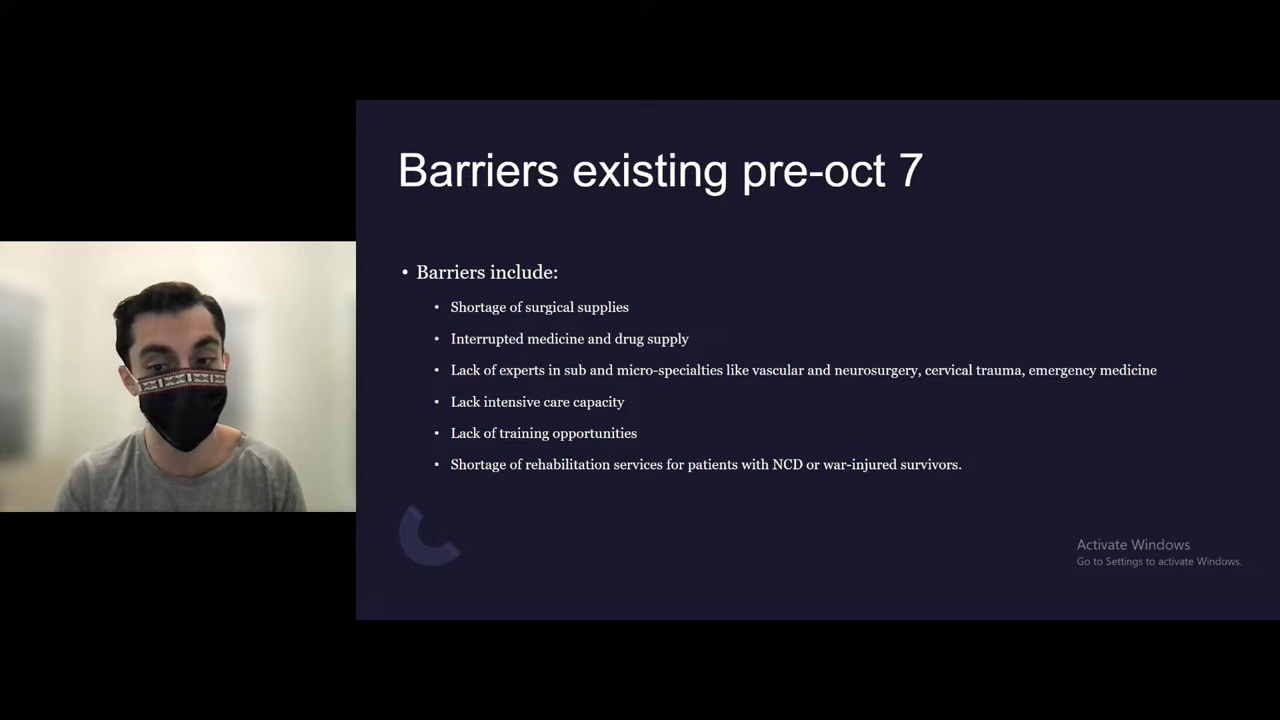 Barriers existing pre-oct 7
• Barriers include:
• Shortage of surgical supplies
• Interrupted medicine and drug supply
• Lack of experts in sub and micro-specialties like vascular and neurosurgery, cervical trauma, emergency medicine
• Lack intensive care capacity
• Lack of training opportunities
• Shortage of rehabilitation services for patients with NCD or war-injured survivors.
Activate Windows
Go to Settings to activate Windows.